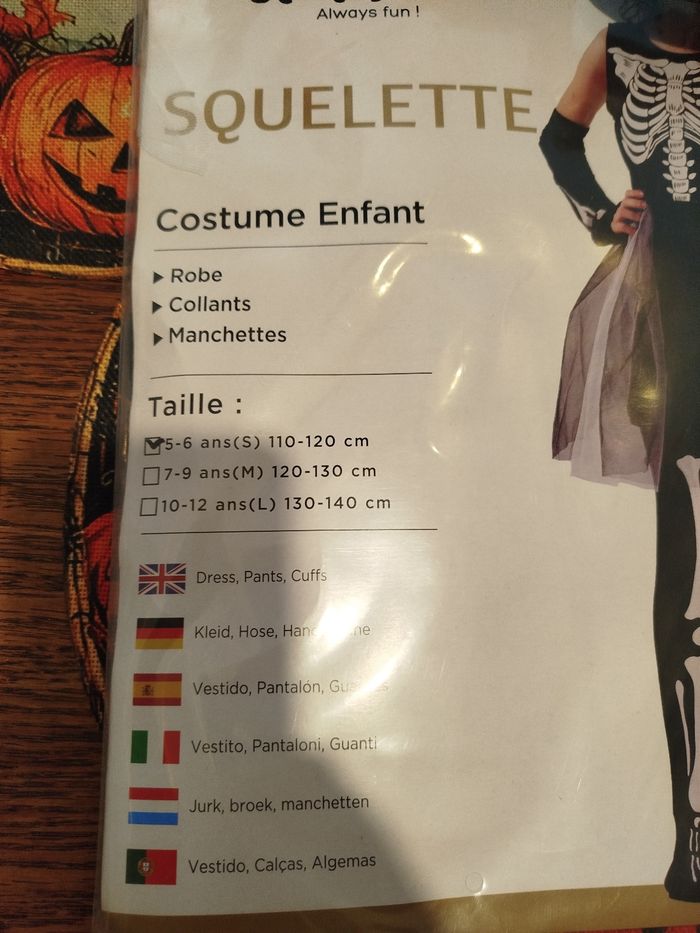 Always fun !
SQUELETTE
Costume Enfant
Robe
Collants
Manchettes
Taille :
5-6 ans(S) 110-120 cm
7-9 ans(M) 120-130 cm
10-12 ans(L) 130-140 cm
Dress, Pants, Cuffs
Kleid, Hose,
Vestido, Pantalón,
Vestito, Pantaloni, Guanti
Jurk, broek, manchetten
Vestido, Calças, Algemas